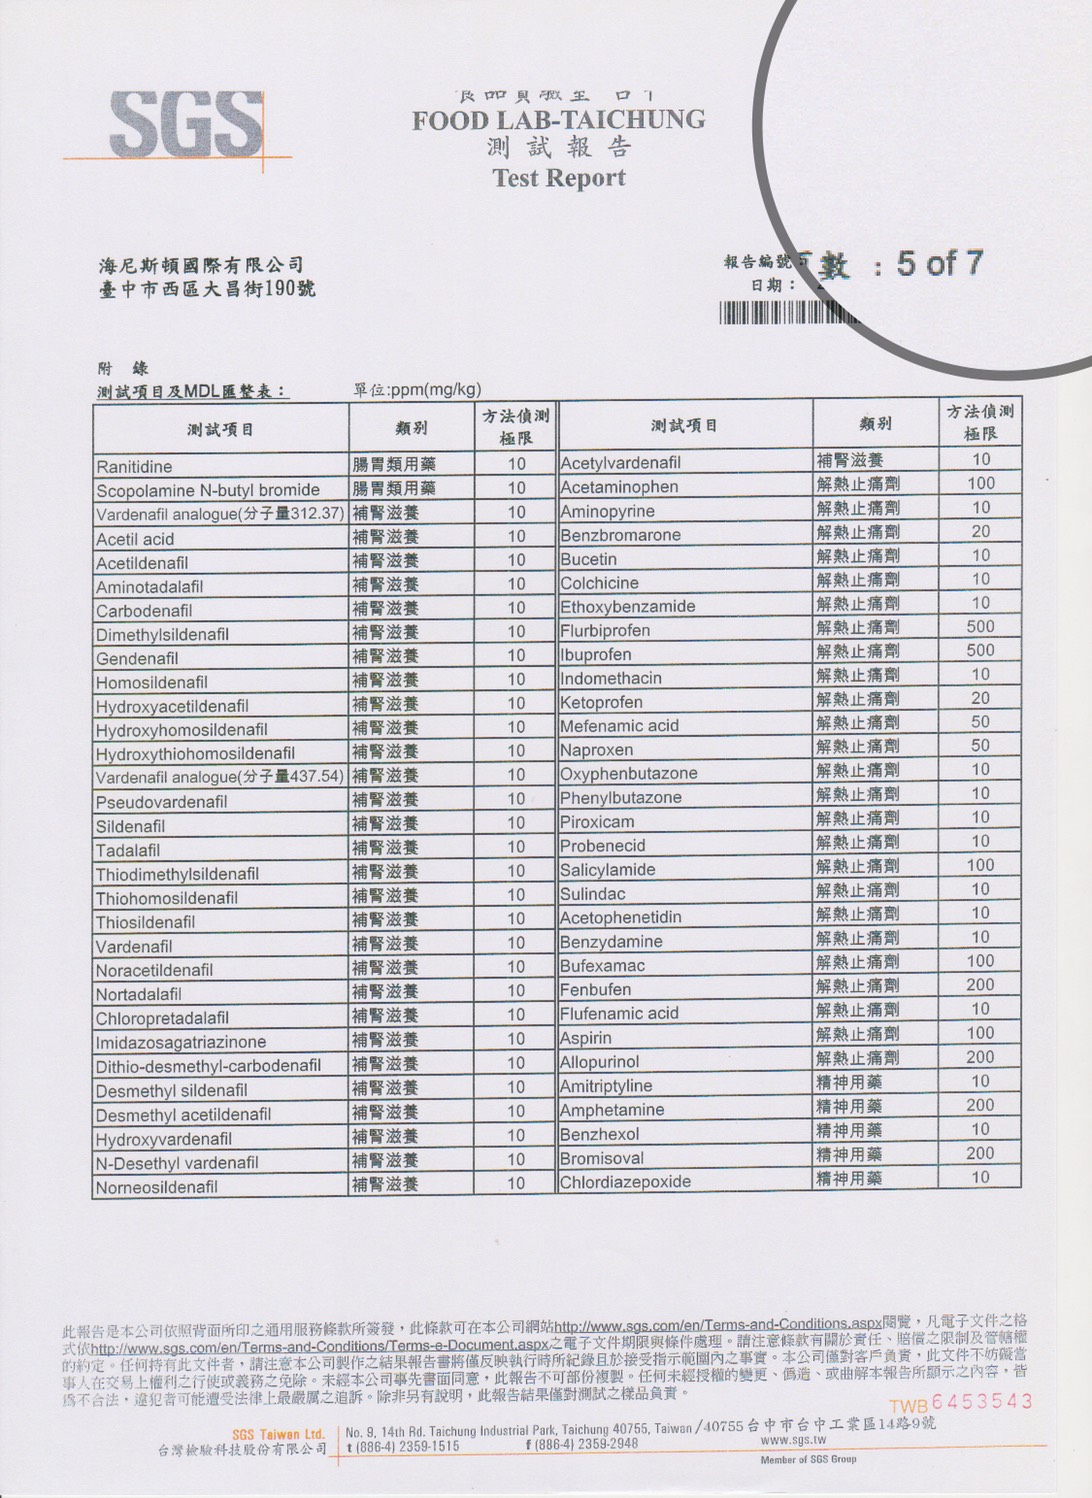 SGS
FOOD LAB-TAICHUNG
測 試 報 告
Test Report
海尼斯頓國際有限公司
臺中市西區大昌街190號
報告編號
數 : 5 of 7
日期：
附 錄
測試項目及MDL匯整表： 單位:ppm(mg/kg)
測試項目 類別 方法偵測極限 測試項目 類別 方法偵測極限
Ranitidine 腸胃類用藥 10 Acetylvardenafil 補腎滋養 10
Scopolamine N-butyl bromide 腸胃類用藥 10 Acetaminophen 解熱止痛劑 100
Vardenafil analogue(分子量312.37) 補腎滋養 10 Aminopyrine 解熱止痛劑 10
Acetil acid 補腎滋養 10 Benzbromarone 解熱止痛劑 20
Acetildenafil 補腎滋養 10 Bucetin 解熱止痛劑 10
Aminotadalafil 補腎滋養 10 Colchicine 解熱止痛劑 10
Carbodenafil 補腎滋養 10 Ethoxybenzamide 解熱止痛劑 10
Dimethylsildenafil 補腎滋養 10 Flurbiprofen 解熱止痛劑 500
Gendenafil 補腎滋養 10 Ibuprofen 解熱止痛劑 500
Homosildenafil 補腎滋養 10 Indomethacin 解熱止痛劑 10
Hydroxyacetildenafil 補腎滋養 10 Ketoprofen 解熱止痛劑 20
Hydroxyhomosildenafil 補腎滋養 10 Mefenamic acid 解熱止痛劑 50
Hydroxythiohomosildenafil 補腎滋養 10 Naproxen 解熱止痛劑 50
Vardenafil analogue(分子量437.54) 補腎滋養 10 Oxyphenbutazone 解熱止痛劑 10
Pseudovardenafil 補腎滋養 10 Phenylbutazone 解熱止痛劑 10
Sildenafil 補腎滋養 10 Piroxicam 解熱止痛劑 10
Tadalafil 補腎滋養 10 Probenecid 解熱止痛劑 10
Thiodimethylsildenafil 補腎滋養 10 Salicylamide 解熱止痛劑 100
Thiohomosildenafil 補腎滋養 10 Sulindac 解熱止痛劑 10
Thiosildenafil 補腎滋養 10 Acetophenetidin 解熱止痛劑 10
Vardenafil 補腎滋養 10 Benzydamine 解熱止痛劑 10
Noracetildenafil 補腎滋養 10 Bufexamac 解熱止痛劑 100
Nortadalafil 補腎滋養 10 Fenbufen 解熱止痛劑 200
Chloropretadalafil 補腎滋養 10 Flufenamic acid 解熱止痛劑 10
Imidazosagatriazinone 補腎滋養 10 Aspirin 解熱止痛劑 100
Dithio-desmethyl-carbodenafil 補腎滋養 10 Allopurinol 解熱止痛劑 200
Desmethyl sildenafil 補腎滋養 10 Amitriptyline 精神用藥 10
Desmethyl acetildenafil 補腎滋養 10 Amphetamine 精神用藥 200
Hydroxyvardenafil 補腎滋養 10 Benzhexol 精神用藥 10
N-Desethyl vardenafil 補腎滋養 10 Bromisoval 精神用藥 200
Norneosildenafil 補腎滋養 10 Chlordiazepoxide 精神用藥 10
此報告是本公司依照背面所印之通用服務條款所簽發，此條款可在本公司網站http://www.sgs.com/en/Terms-and-Conditions.aspx閱覽，凡電子文件之格
式依http://www.sgs.com/en/Terms-and-Conditions/Terms-e-Document.aspx之電子文件期限與條件處理。請注意條款有關於責任、賠償之限制及管轄權
的約定。任何持有此文件者，請注意本公司製作之結果報告書將僅反映執行時所紀錄且於接受指示範圍內之事實。本公司僅對客戶負責，此文件不妨礙當
事人在交易上權利之行使或義務之免除。未經本公司事先書面同意，此報告不可部份複製。任何未經授權的變更、偽造、或曲解本報告所顯示之內容，皆
為不合法，違犯者可能遭受法律上最嚴厲之追訴。除非另有說明，此報告結果僅對測試之樣品負責。
TWB6453543
SGS Taiwan Ltd. No. 9, 14th Rd. Taichung Industrial Park, Taichung 40755, Taiwan /40755台中市台中工業區14路9號
台灣檢驗科技股份有限公司 t (886-4) 2359-1515 f (886-4) 2359-2948 www.sgs.tw
Member of SGS Group